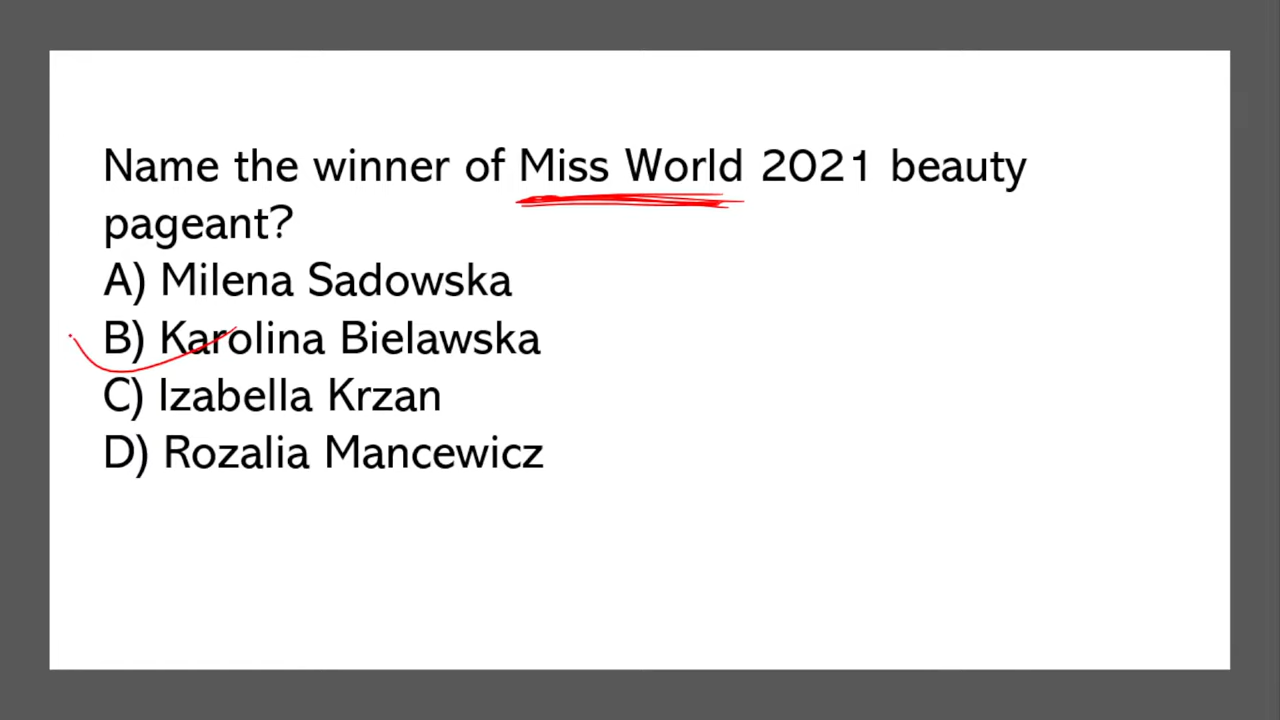 Name the winner of Miss World 2021 beauty
pageant?
A) Milena Sadowska
B) Karolina Bielawska
C) Izabella Krzan
D) Rozalia Mancewicz